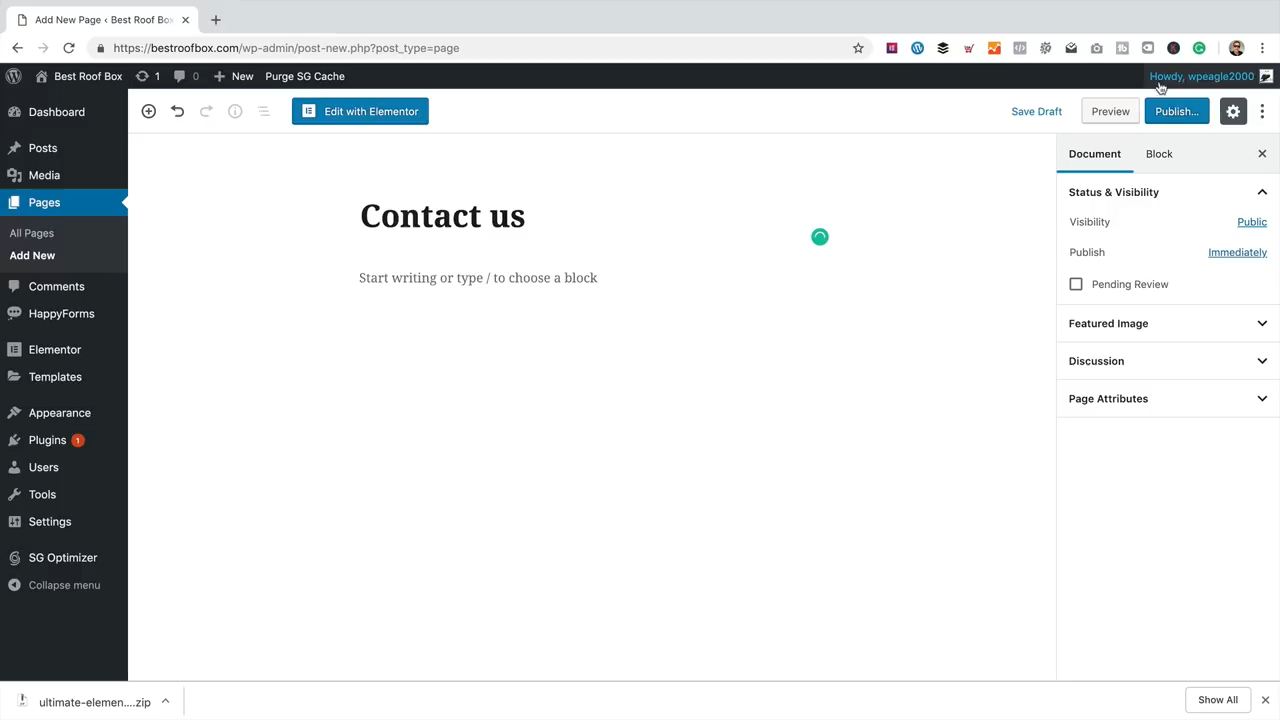 Add New Page ‹ Best Roof Box
https://bestroofbox.com/wp-admin/post-new.php?post_type=page
Best Roof Box 1 0 New Purge SG Cache Howdy, wpeagle2000
Dashboard
Posts
Media
Pages
All Pages
Add New
Comments
HappyForms
Elementor
Templates
Appearance
Plugins 1
Users
Tools
Settings
SG Optimizer
Collapse menu
Edit with Elementor Save Draft Preview Publish...
Contact us
Start writing or type / to choose a block
Document Block
Status & Visibility
Visibility Public
Publish Immediately
Pending Review
Featured Image
Discussion
Page Attributes
ultimate-elemen....zip Show All